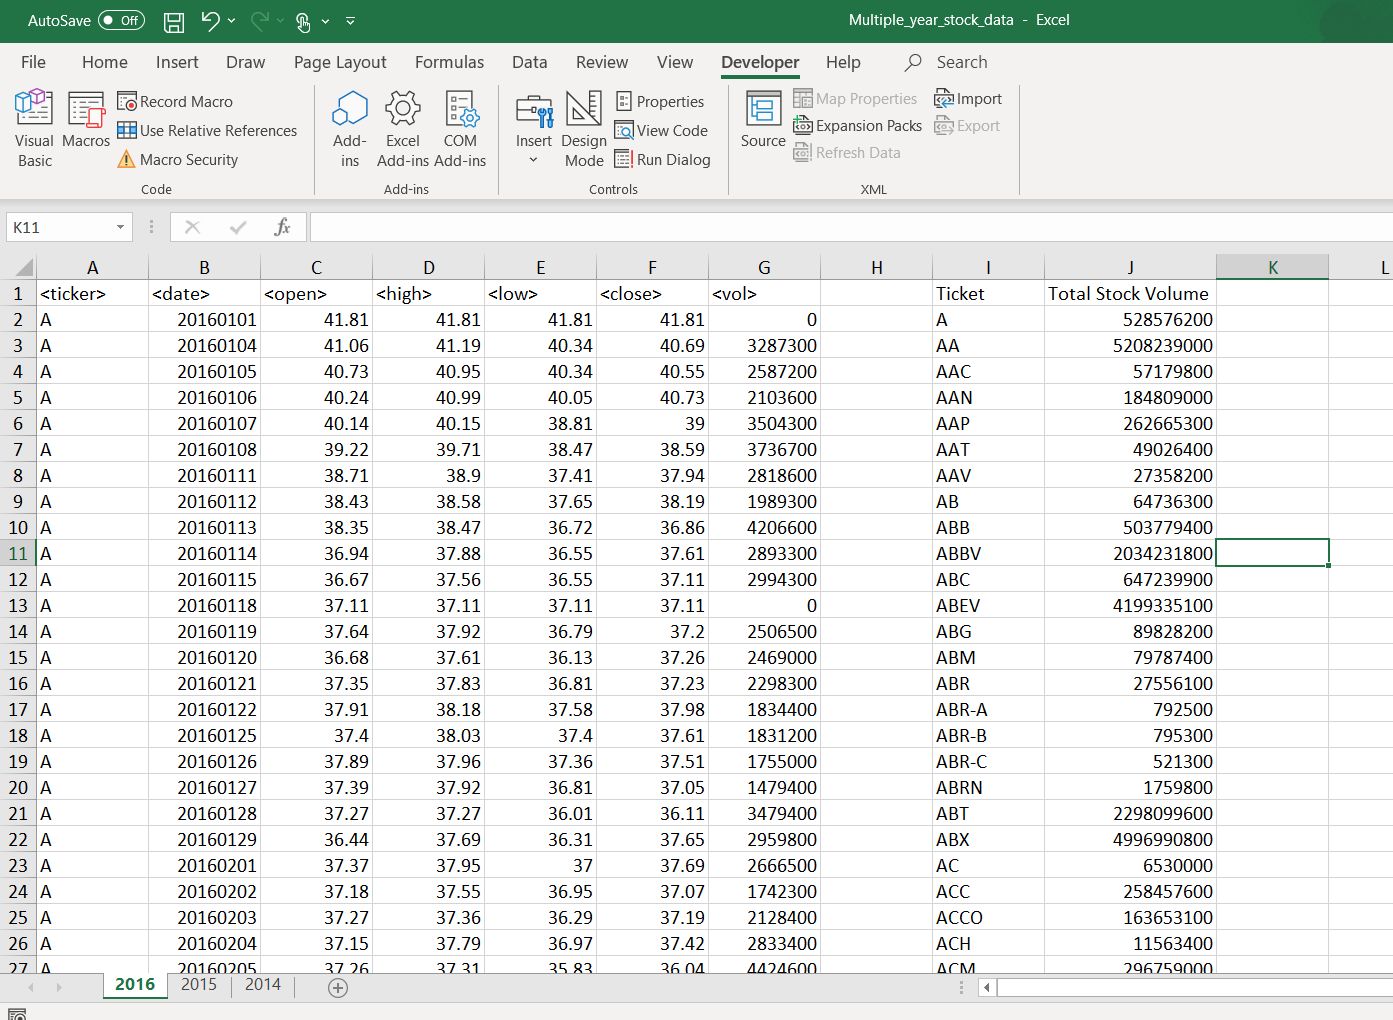 AutoSave Off Multiple_year_stock_data - Excel
File Home Insert Draw Page Layout Formulas Data Review View Developer Help Search
Visual Basic
Macros
Record Macro
Use Relative References
Macro Security
Code
Add-ins
Excel Add-ins
COM Add-ins
Add-ins
Insert
Design Mode
Properties
View Code
Run Dialog
Controls
Source
Map Properties
Expansion Packs
Refresh Data
Import
Export
XML
K11 fx
A B C D E F G H I J K L
1 <ticker> <date> <open> <high> <low> <close> <vol> Ticket Total Stock Volume
2 A 20160101 41.81 41.81 41.81 41.81 0 A 528576200
3 A 20160104 41.06 41.19 40.34 40.69 3287300 AA 5208239000
4 A 20160105 40.73 40.95 40.34 40.55 2587200 AAC 57179800
5 A 20160106 40.24 40.99 40.05 40.73 2103600 AAN 184809000
6 A 20160107 40.14 40.15 38.81 39 3504300 AAP 262665300
7 A 20160108 39.22 39.71 38.47 38.59 3736700 AAT 49026400
8 A 20160111 38.71 38.9 37.41 37.94 2818600 AAV 27358200
9 A 20160112 38.43 38.58 37.65 38.19 1989300 AB 64736300
10 A 20160113 38.35 38.47 36.72 36.86 4206600 ABB 503779400
11 A 20160114 36.94 37.88 36.55 37.61 2893300 ABBV 2034231800
12 A 20160115 36.67 37.56 36.55 37.11 2994300 ABC 647239900
13 A 20160118 37.11 37.11 37.11 37.11 0 ABEV 4199335100
14 A 20160119 37.64 37.92 36.79 37.2 2506500 ABG 89828200
15 A 20160120 36.68 37.61 36.13 37.26 2469000 ABM 79787400
16 A 20160121 37.35 37.83 36.81 37.23 2298300 ABR 27556100
17 A 20160122 37.91 38.18 37.58 37.98 1834400 ABR-A 792500
18 A 20160125 37.4 38.03 37.4 37.61 1831200 ABR-B 795300
19 A 20160126 37.89 37.96 37.36 37.51 1755000 ABR-C 521300
20 A 20160127 37.39 37.92 36.81 37.05 1479400 ABRN 1759800
21 A 20160128 37.27 37.27 36.01 36.11 3479400 ABT 2298099600
22 A 20160129 36.44 37.69 36.31 37.65 2959800 ABX 4996990800
23 A 20160201 37.37 37.95 37 37.69 2666500 AC 6530000
24 A 20160202 37.18 37.55 36.95 37.07 1742300 ACC 258457600
25 A 20160203 37.27 37.36 36.29 37.19 2128400 ACCO 163653100
26 A 20160204 37.15 37.79 36.97 37.42 2833400 ACH 11563400
27 A 20160205 37.26 37.31 35.83 36.04 4424600 ACM 296759000
2016 2015 2014